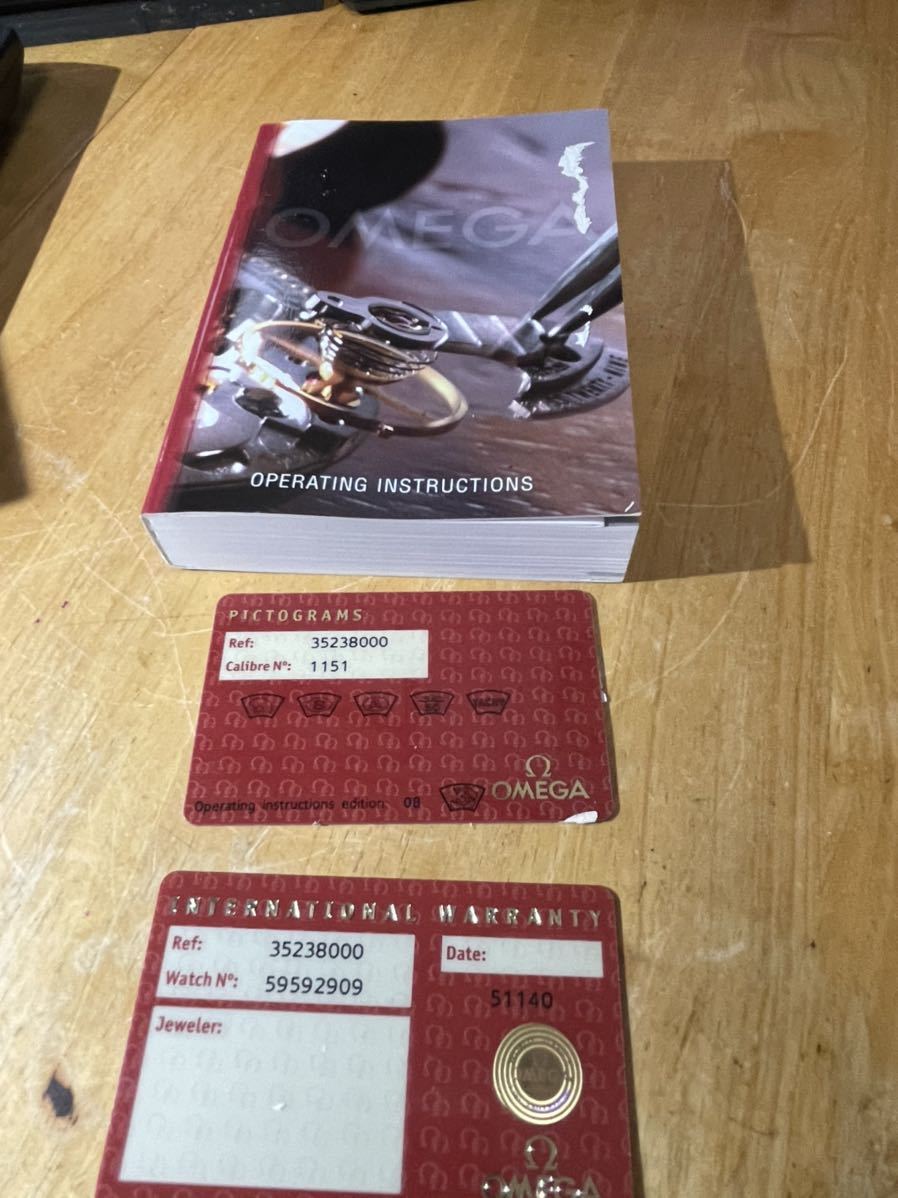 OMEGA
OPERATING INSTRUCTIONS
PICTOGRAMS
Ref: 35238000
Calibre Nº: 1151
TACHY
Ω
OMEGA
Operating instructions edition: 08
INTERNATIONAL WARRANTY
Ref: 35238000
Watch Nº: 59592909
Date:
51140
Jeweler:
Ω
OMEGA